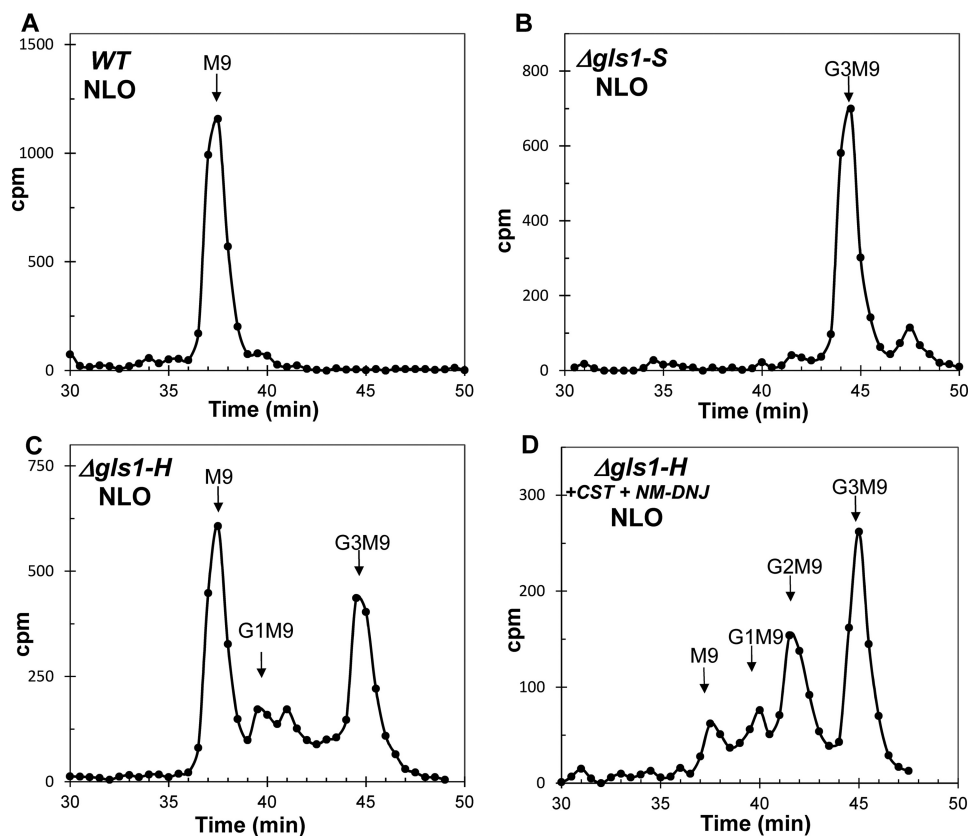 A
WT
NLO
M9
cpm
1500
1000
500
0
30
35
40
45
50
Time (min)
B
Δgls1-S
NLO
G3M9
cpm
800
600
400
200
0
30
35
40
45
50
Time (min)
C
Δgls1-H
NLO
M9
G1M9
G3M9
cpm
750
500
250
0
30
35
40
45
50
Time (min)
D
Δgls1-H
+CST + NM-DNJ
NLO
M9
G1M9
G2M9
G3M9
cpm
300
200
100
0
30
35
40
45
50
Time (min)